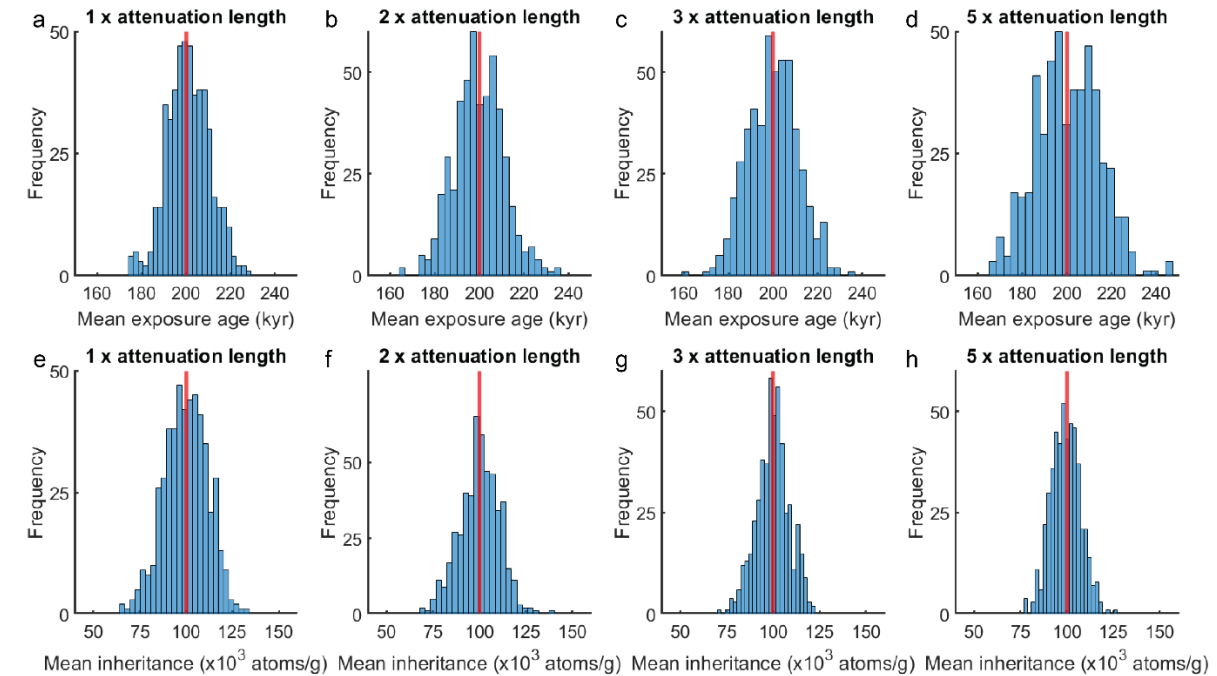 a 1 x attenuation length
b 2 x attenuation length
c 3 x attenuation length
d 5 x attenuation length
50
25
0
Frequency
160 180 200 220 240
Mean exposure age (kyr)
50
25
0
Frequency
160 180 200 220 240
Mean exposure age (kyr)
50
25
0
Frequency
160 180 200 220 240
Mean exposure age (kyr)
50
25
0
Frequency
160 180 200 220 240
Mean exposure age (kyr)
e 1 x attenuation length
f 2 x attenuation length
g 3 x attenuation length
h 5 x attenuation length
50
25
0
Frequency
50 75 100 125 150
Mean inheritance (x10³ atoms/g)
50
25
0
Frequency
50 75 100 125 150
Mean inheritance (x10³ atoms/g)
50
25
0
Frequency
50 75 100 125 150
Mean inheritance (x10³ atoms/g)
50
25
0
Frequency
50 75 100 125 150
Mean inheritance (x10³ atoms/g)